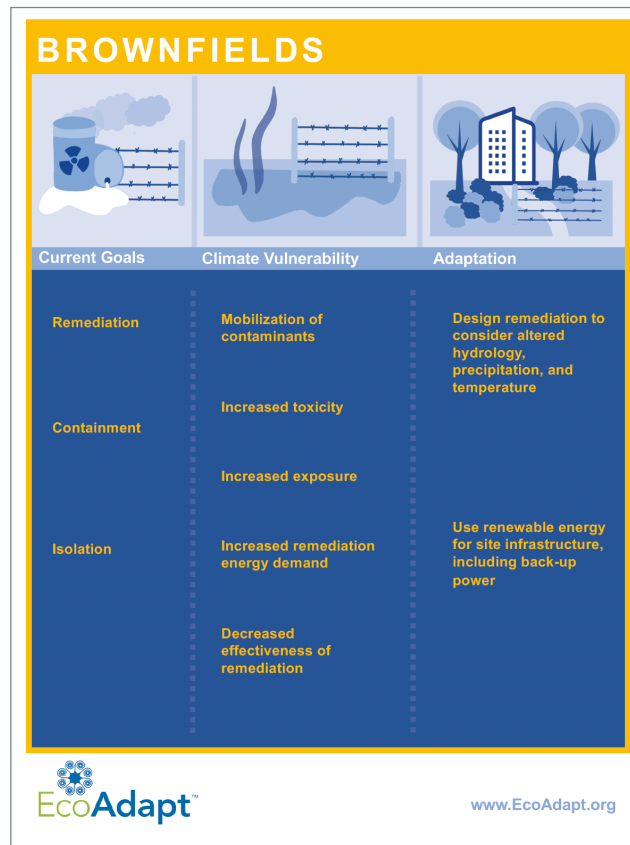 BROWNFIELDS
Current Goals
Climate Vulnerability
Adaptation
Remediation
Containment
Isolation
Mobilization of
contaminants
Increased toxicity
Increased exposure
Increased remediation
energy demand
Decreased
effectiveness of
remediation
Design remediation to
consider altered
hydrology,
precipitation, and
temperature
Use renewable energy
for site infrastructure,
including back-up
power
EcoAdapt™
www.EcoAdapt.org